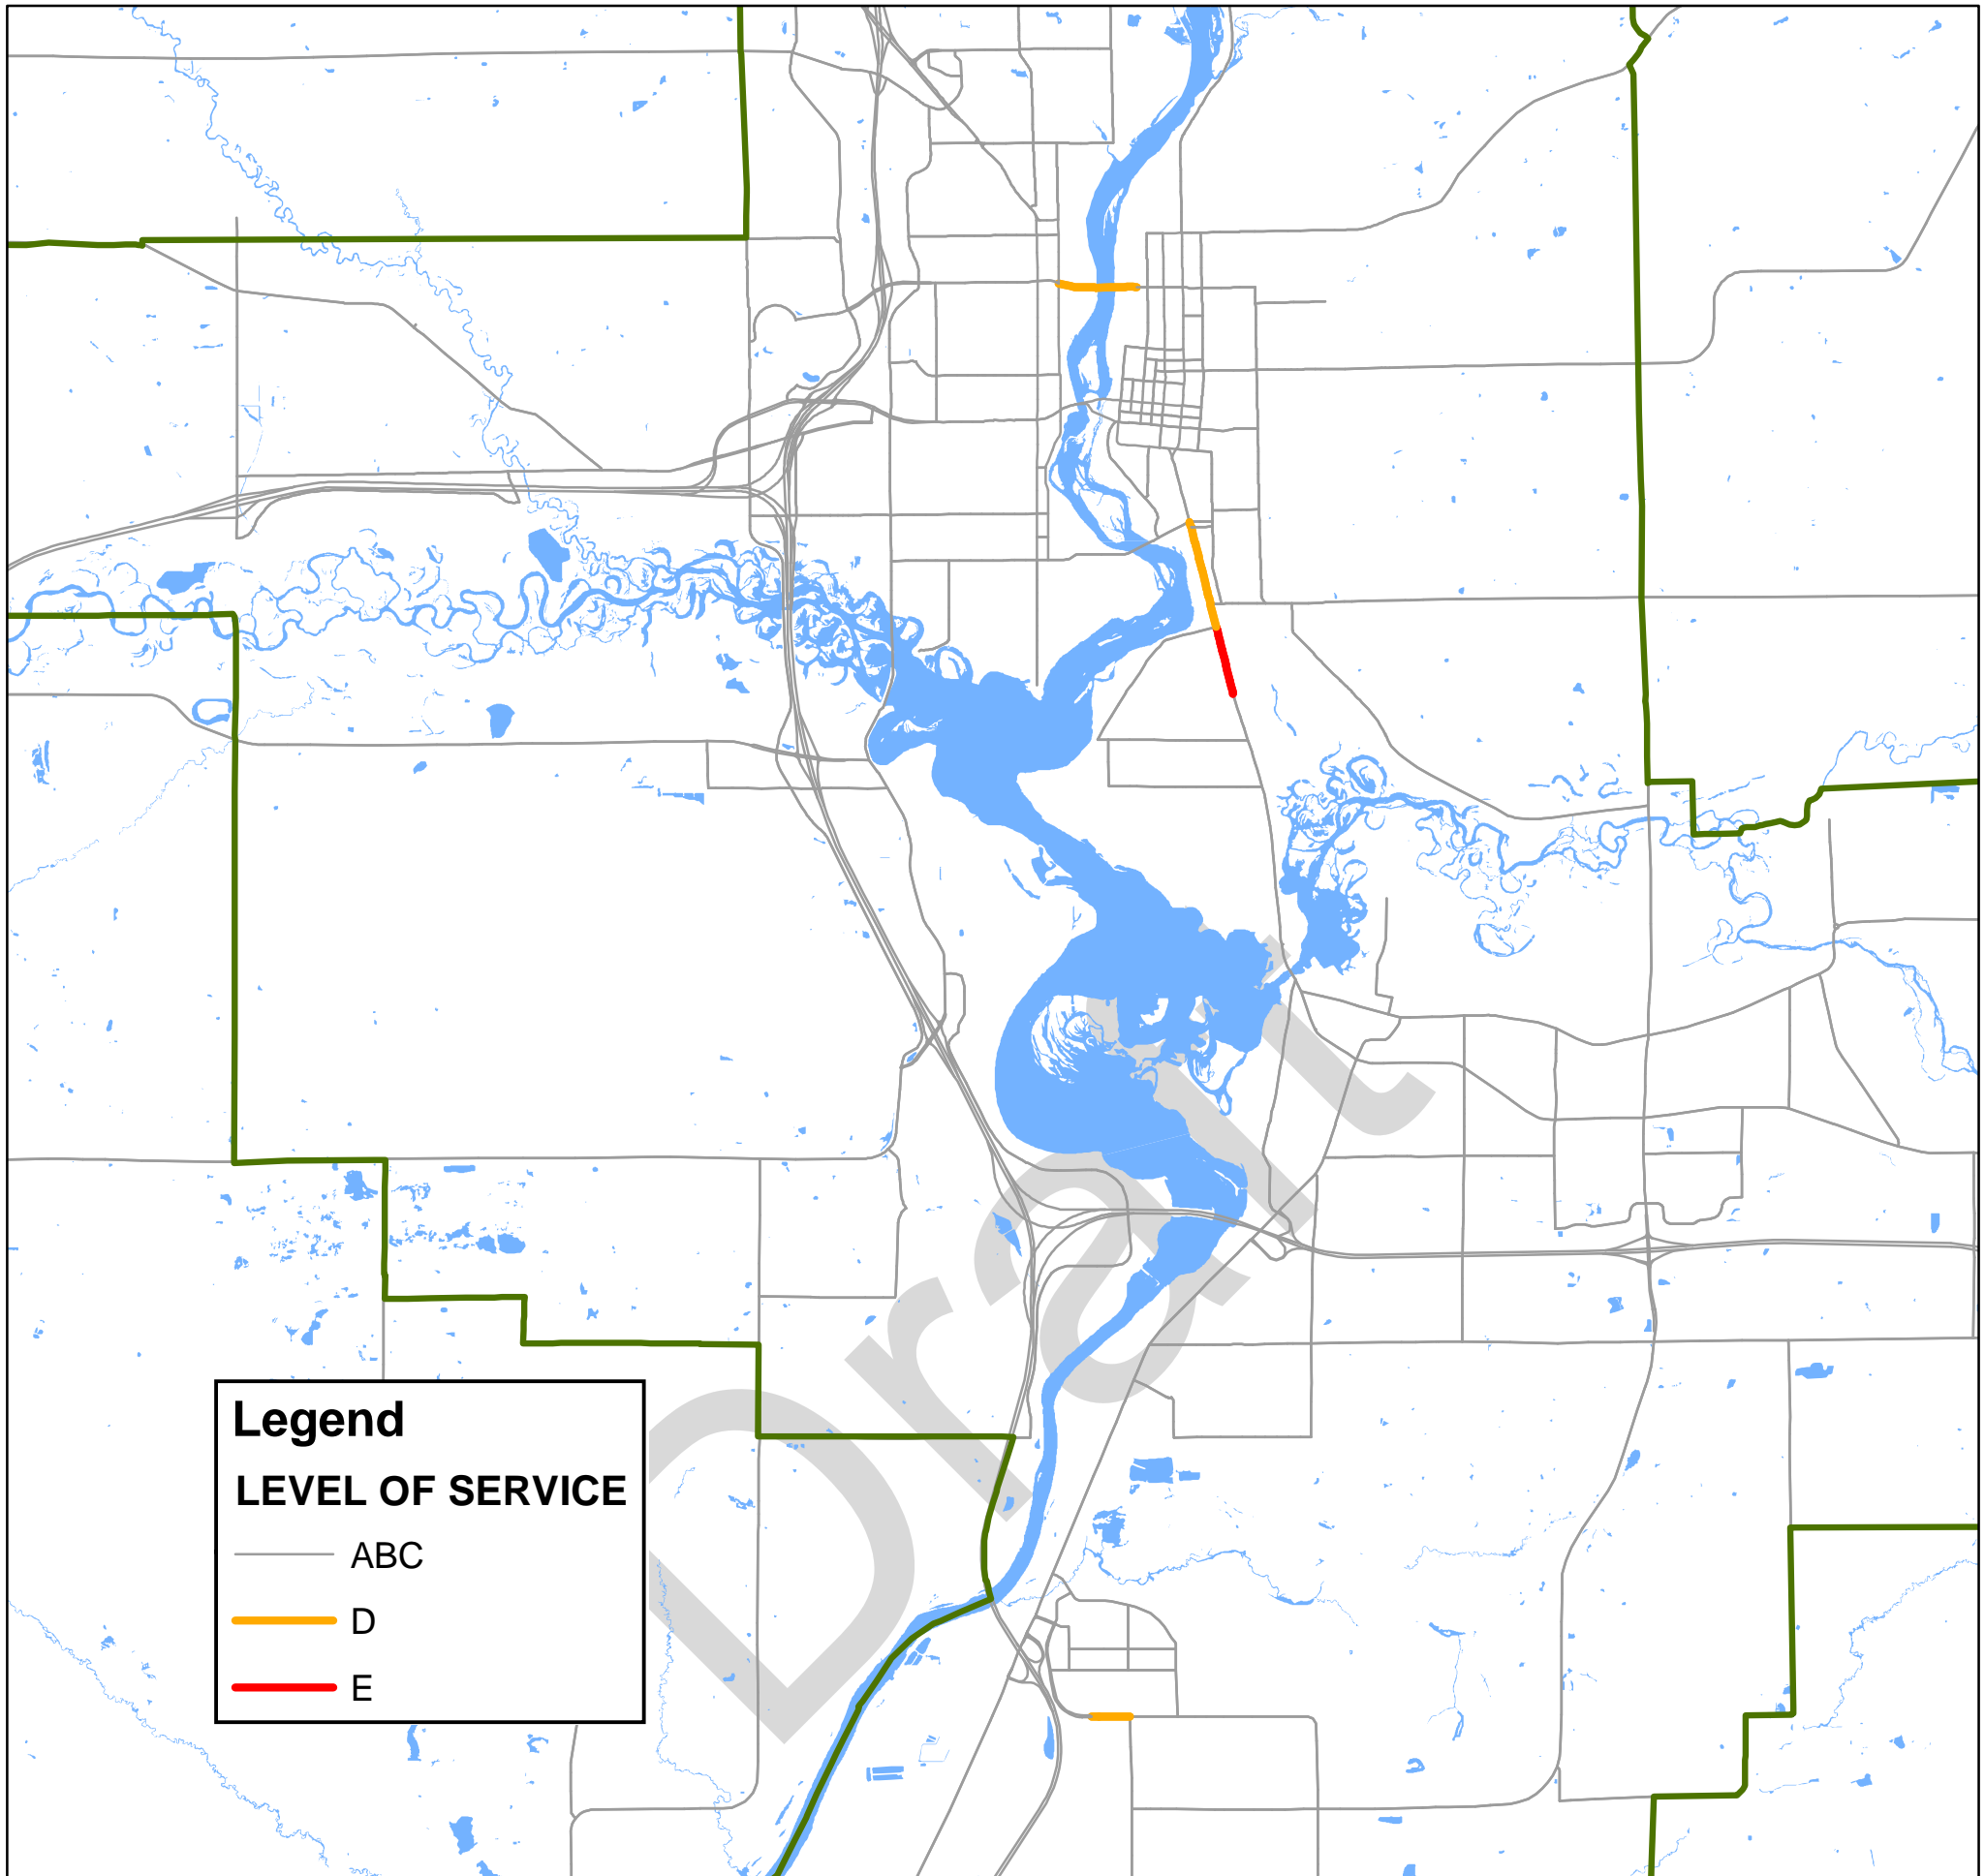 Legend
LEVEL OF SERVICE
ABC
D
E
Draft